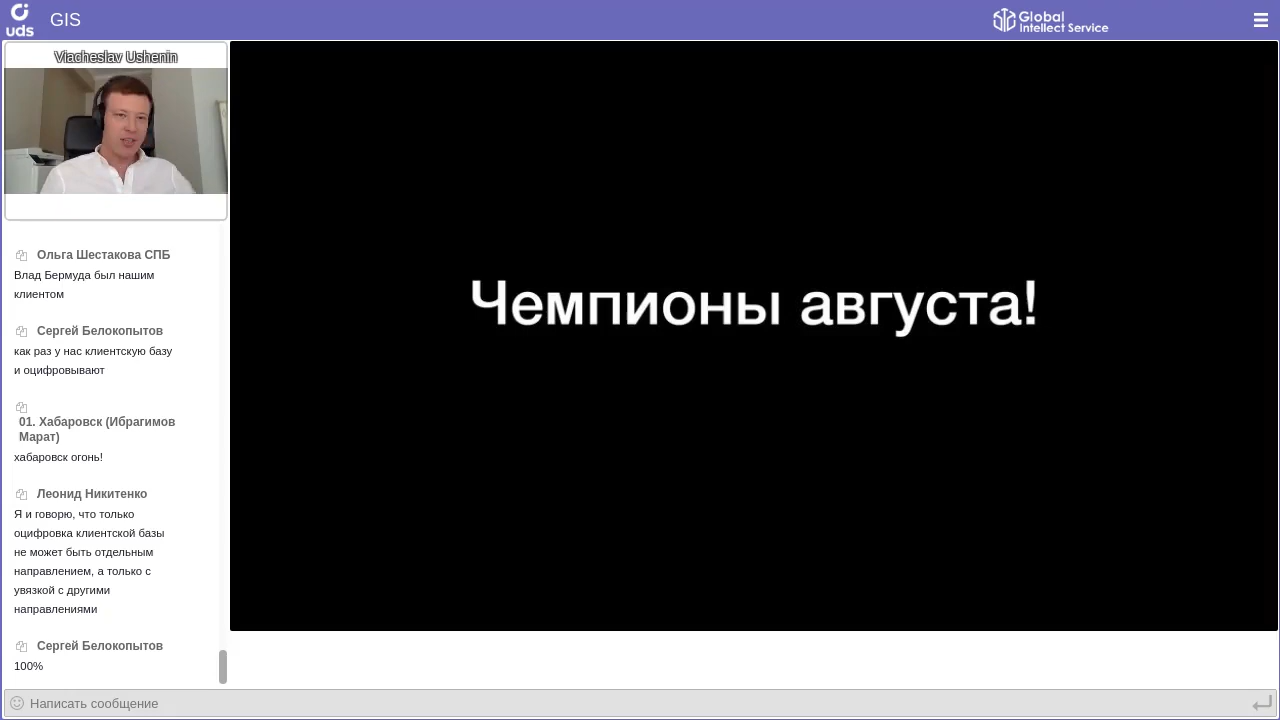 uds
GIS
Global
Intellect Service
Viacheslav Ushenin
Чемпионы августа!
Ольга Шестакова СПБ
Влад Бермуда был нашим
клиентом
Сергей Белокопытов
как раз у нас клиентскую базу
и оцифровывают
01. Хабаровск (Ибрагимов
Марат)
хабаровск огонь!
Леонид Никитенко
Я и говорю, что только
оцифровка клиентской базы
не может быть отдельным
направлением, а только с
увязкой с другими
направлениями
Сергей Белокопытов
100%
Написать сообщение